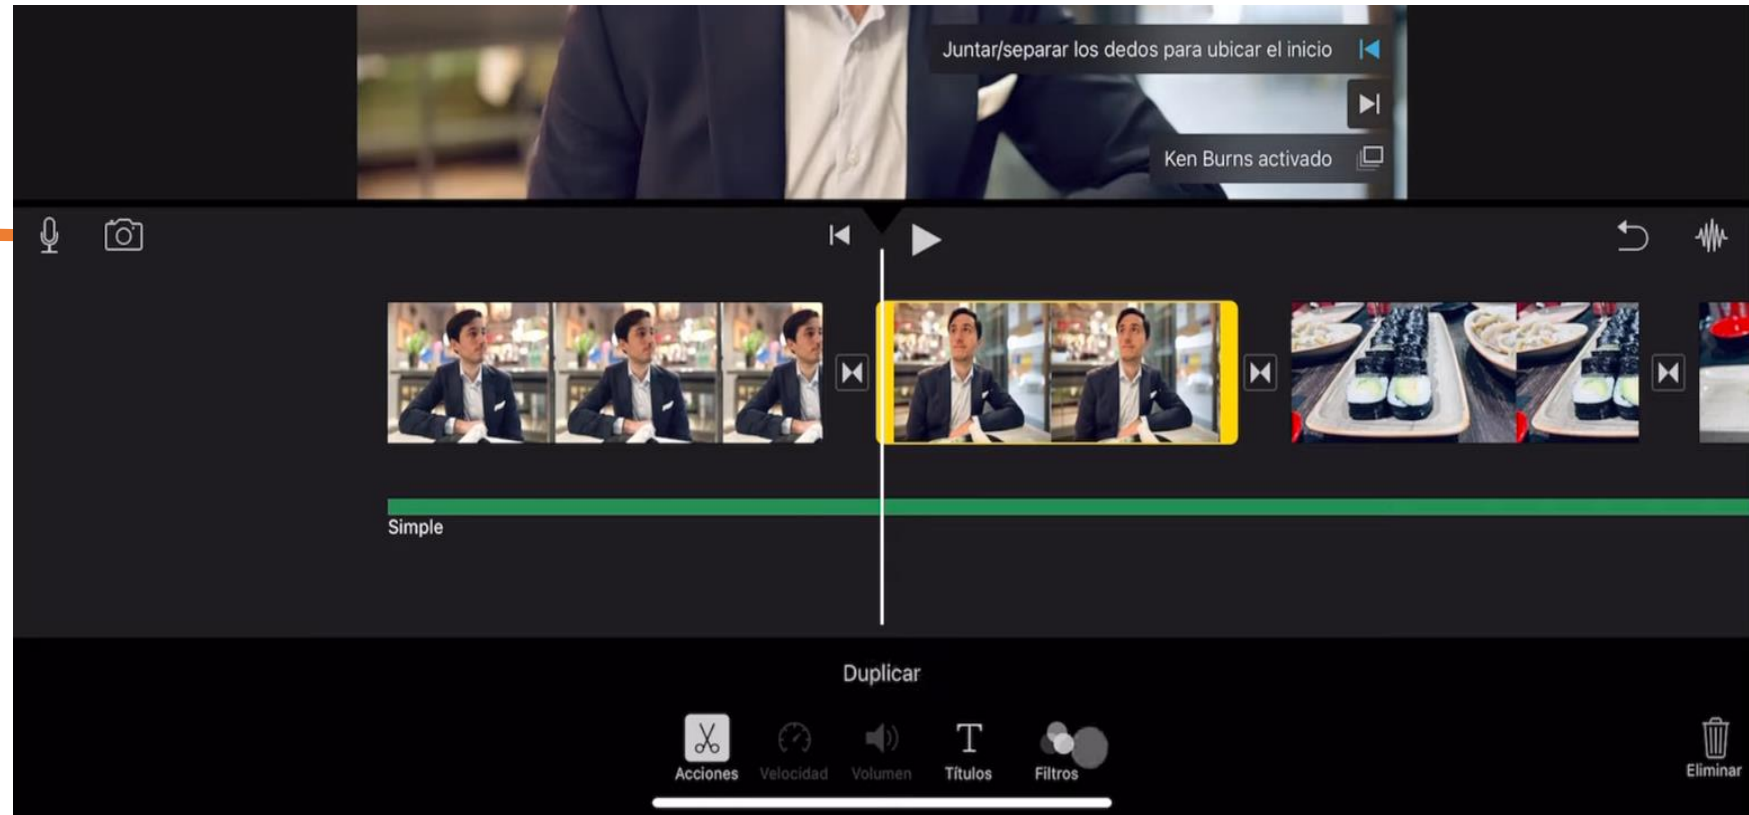 Juntar/separar los dedos para ubicar el inicio
Ken Burns activado
Simple
Duplicar
Acciones
Velocidad
Volumen
Títulos
Filtros
Eliminar